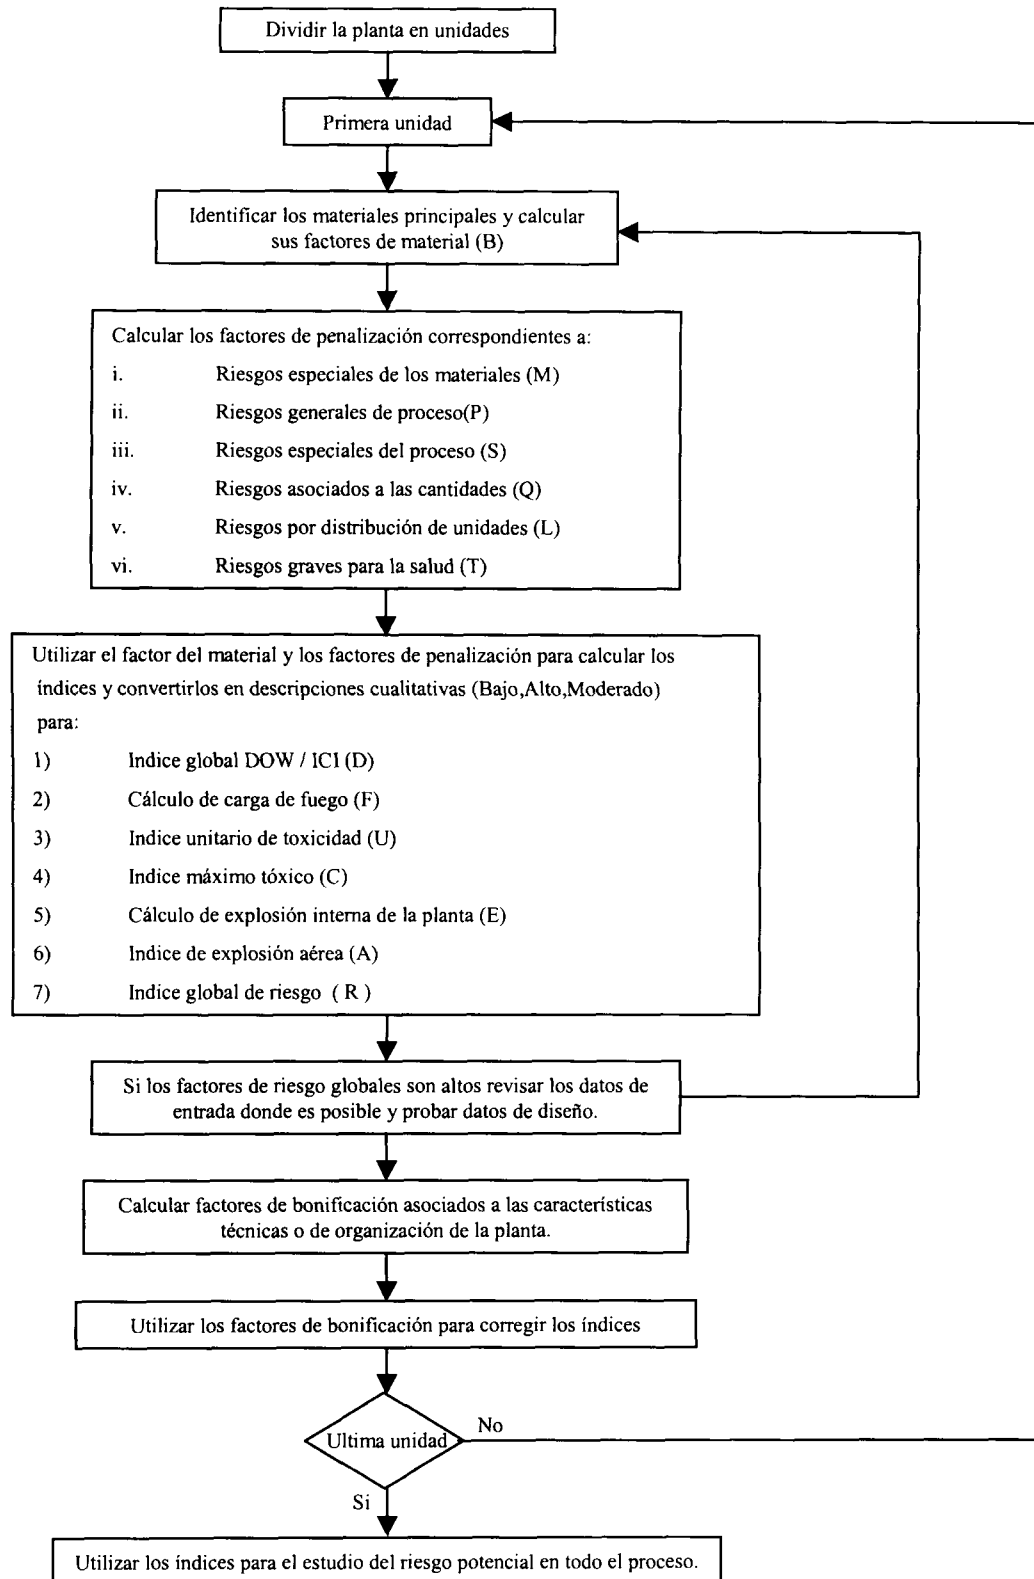 Dividir la planta en unidades
Primera unidad
Identificar los materiales principales y calcular
sus factores de material (B)
Calcular los factores de penalización correspondientes a:
i. Riesgos especiales de los materiales (M)
ii. Riesgos generales de proceso(P)
iii. Riesgos especiales del proceso (S)
iv. Riesgos asociados a las cantidades (Q)
v. Riesgos por distribución de unidades (L)
vi. Riesgos graves para la salud (T)
Utilizar el factor del material y los factores de penalización para calcular los
índices y convertirlos en descripciones cualitativas (Bajo,Alto,Moderado)
para:
1) Indice global DOW / ICI (D)
2) Cálculo de carga de fuego (F)
3) Indice unitario de toxicidad (U)
4) Indice máximo tóxico (C)
5) Cálculo de explosión interna de la planta (E)
6) Indice de explosión aérea (A)
7) Indice global de riesgo ( R )
Si los factores de riesgo globales son altos revisar los datos de
entrada donde es posible y probar datos de diseño.
Calcular factores de bonificación asociados a las características
técnicas o de organización de la planta.
Utilizar los factores de bonificación para corregir los índices
Ultima unidad
No
Si
Utilizar los índices para el estudio del riesgo potencial en todo el proceso.